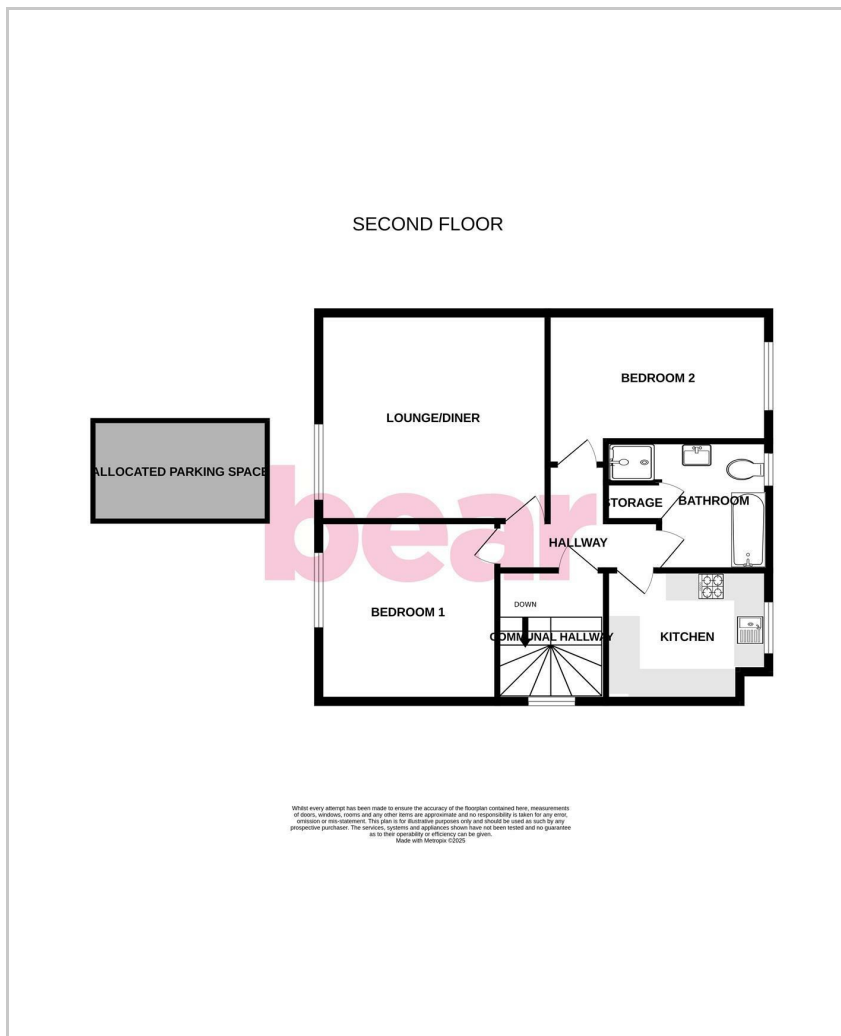 SECOND FLOOR
BEDROOM 2
LOUNGE/DINER
ALLOCATED PARKING SPACE
STORAGE
BATHROOM
bear
HALLWAY
BEDROOM 1
DOWN
COMMUNAL HALLWAY
KITCHEN
Whilst every attempt has been made to ensure the accuracy of the floorplan contained here, measurements
of doors, windows, rooms and any other items are approximate and no responsibility is taken for any error,
omission or mis-statement. This plan is for illustrative purposes only and should be used as such by any
prospective purchaser. The services, systems and appliances shown have not been tested and no guarantee
as to their operability or efficiency can be given.
Made with Metropix ©2025